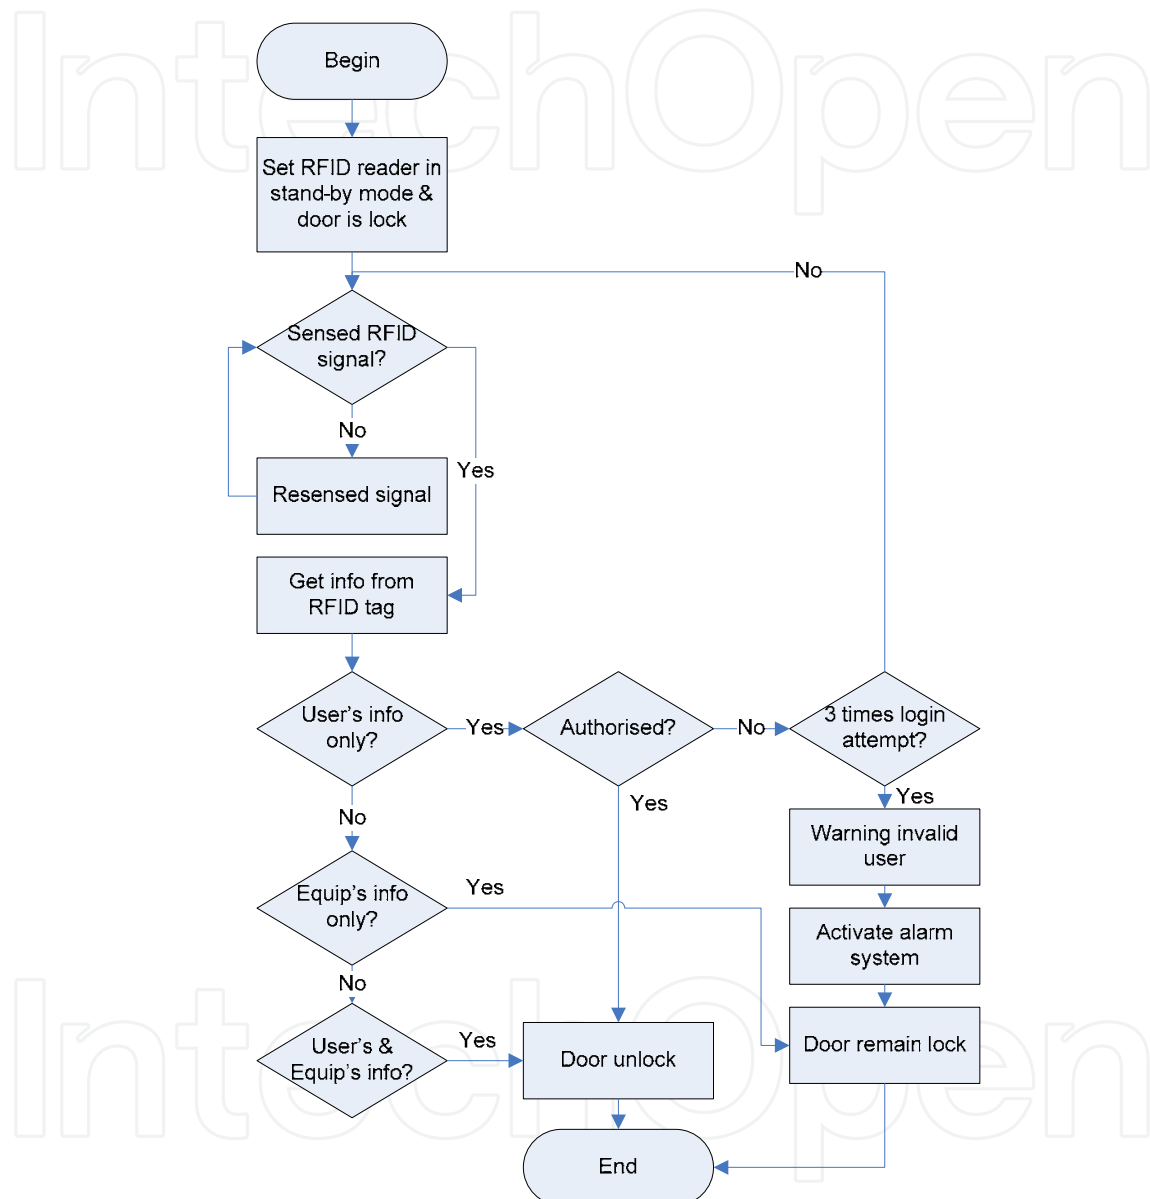 IntechOpen
Begin
Set RFID reader in
stand-by mode &
door is lock
No
Sensed RFID
signal?
No
Yes
Resensed signal
Get info from
RFID tag
User's info
only?
Yes
Authorised?
No
3 times login
attempt?
Yes
Yes
No
Warning invalid
user
Equip's info
only?
Yes
Activate alarm
system
No
IntechOpen
User's &
Equip's info?
Yes
Door unlock
Door remain lock
End